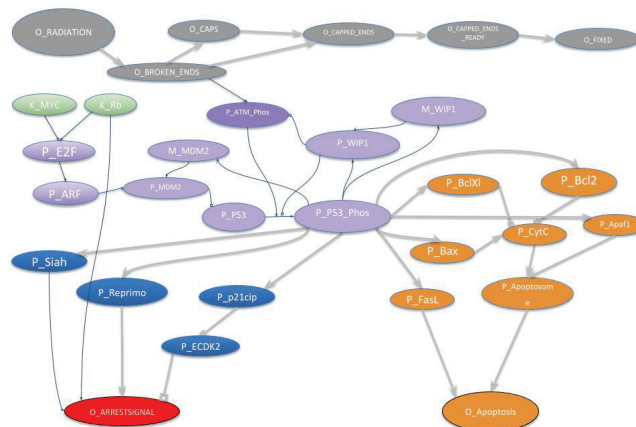 O_RADIATION
O_CAPS
O_CAPPED_ENDS
O_CAPPED_ENDS
_READY
O_FIXED
O_BROKEN_ENDS
K_MYC
K_Rb
P_ATM_Phos
M_WIP1
P_E2F
M_MDM2
P_WIP1
P_ARF
P_MDM2
P_P53
P_P53_Phos
P_BclXl
P_Bcl2
P_Apaf1
P_CytC
P_Bax
P_Siah
P_Reprimo
P_p21cip
P_FasL
P_Apoptosom
e
P_ECDK2
O_ARRESTSIGNAL
O_Apoptosis